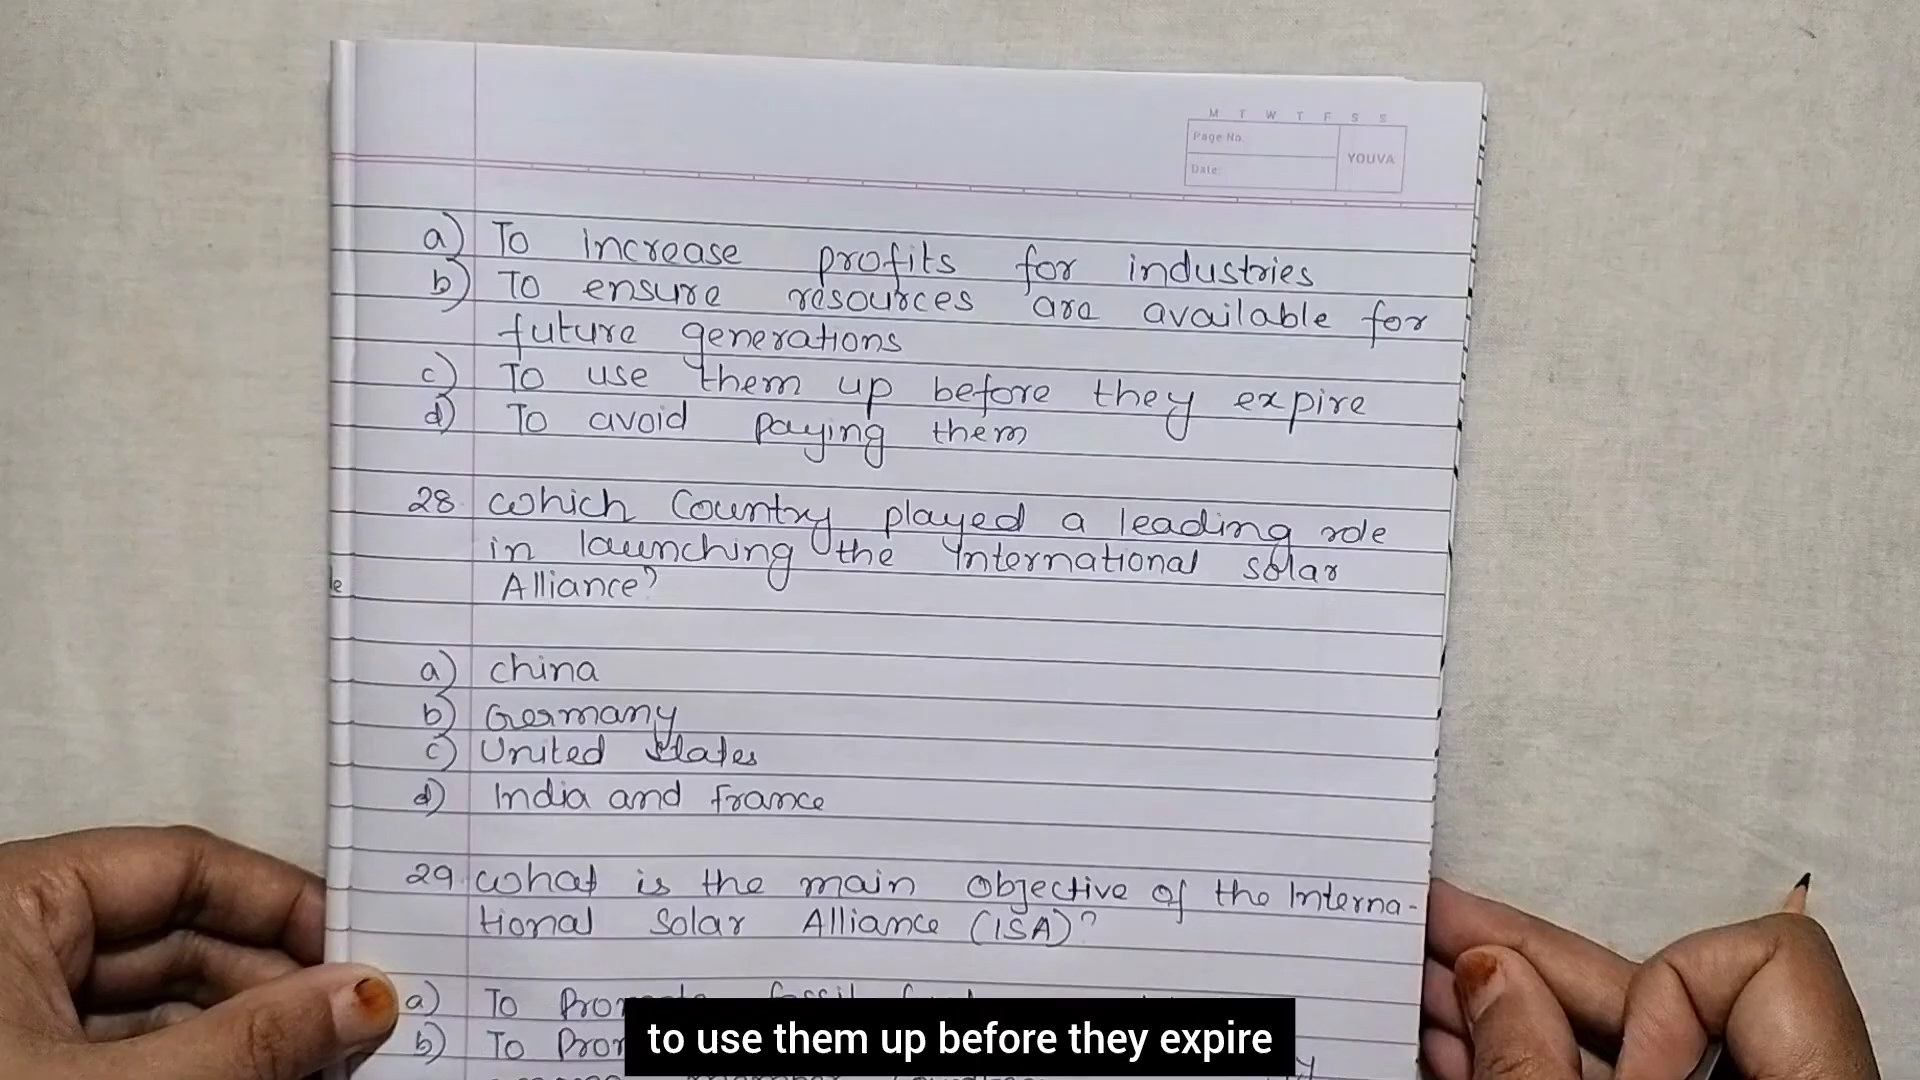 M T W T F S S
Page No.
YOUVA
Date:
a) To increase profits for industries
b) To ensure resources are available for
future generations
c) To use them up before they expire
d) To avoid paying them
28. Which Country played a leading role
in launching the International solar
Alliance?
le
a) china
b) Germany
c) United States
d) India and france
29. What is the main objective of the Interna-
tional Solar Alliance (ISA)?
a) To
b) To
to use them up before they expire